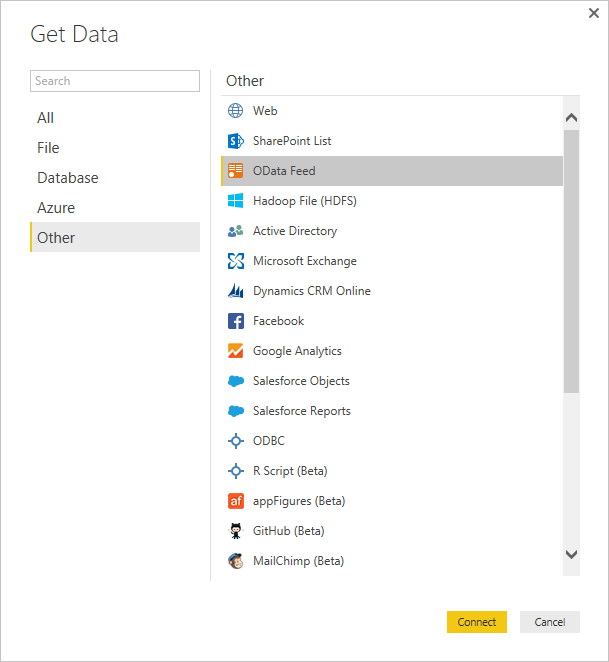 Get Data
Search
All
File
Database
Azure
Other
Other
Web
SharePoint List
OData Feed
Hadoop File (HDFS)
Active Directory
Microsoft Exchange
Dynamics CRM Online
Facebook
Google Analytics
Salesforce Objects
Salesforce Reports
ODBC
R Script (Beta)
af appFigures (Beta)
GitHub (Beta)
MailChimp (Beta)
Connect
Cancel